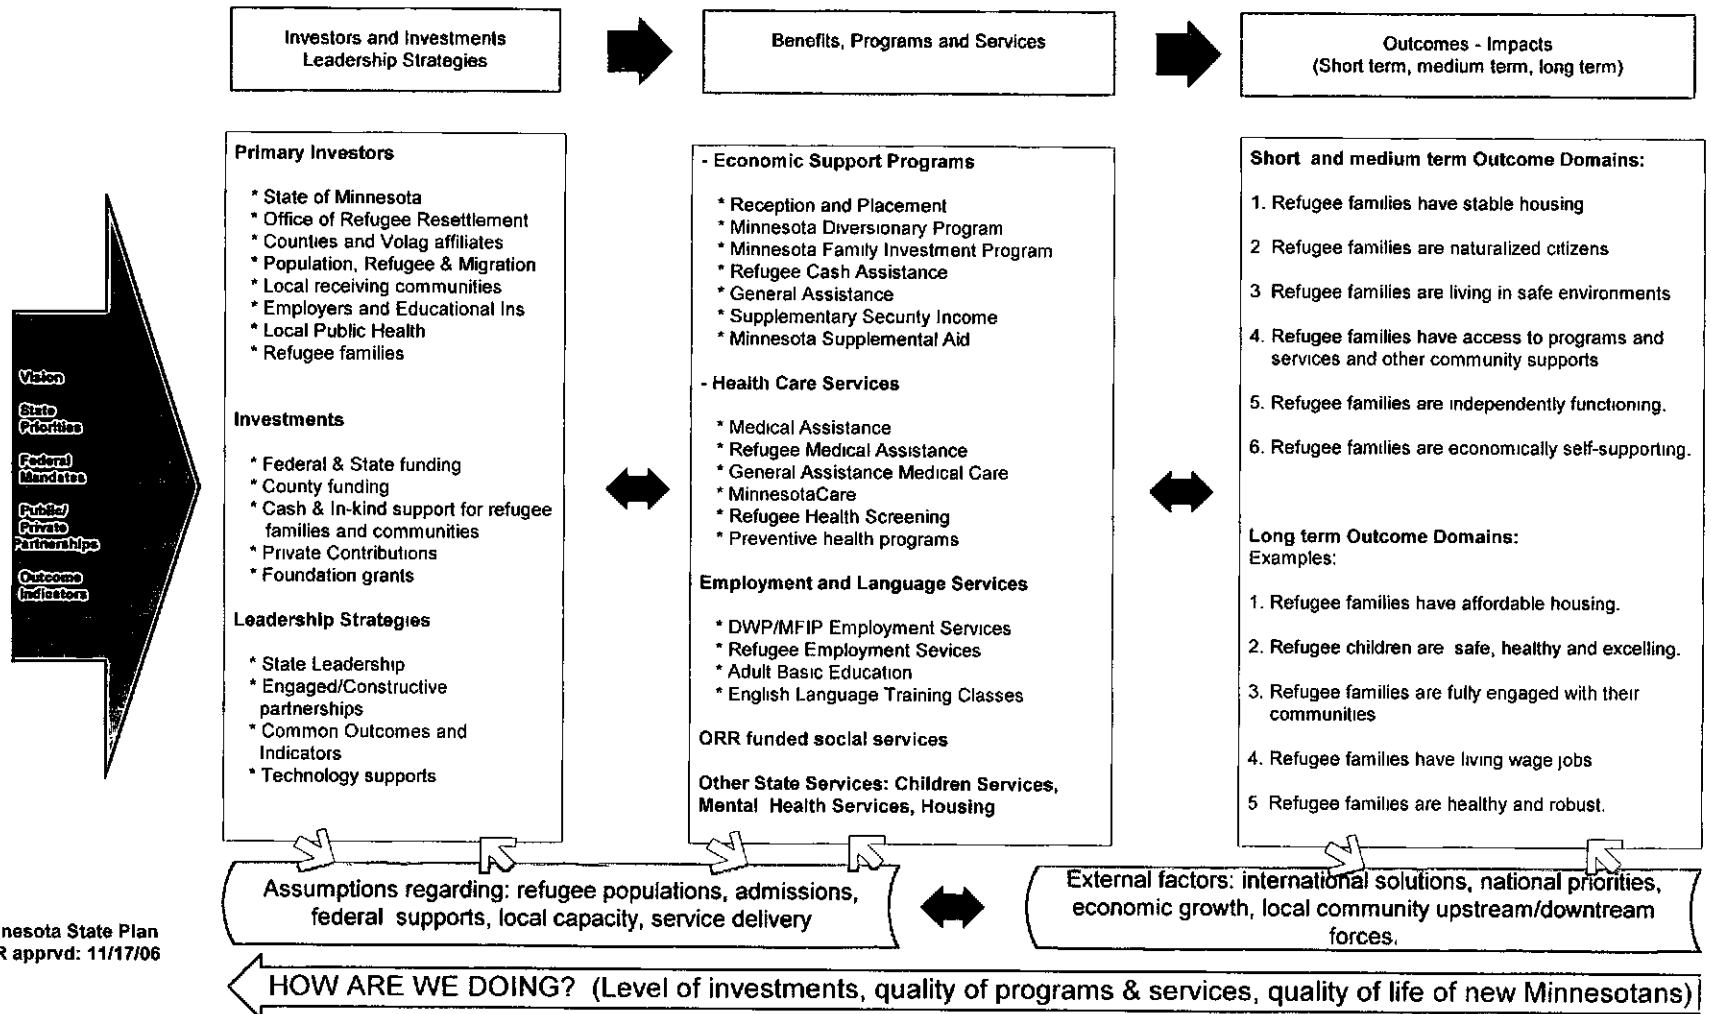 Investors and Investments
Leadership Strategies
Benefits, Programs and Services
Outcomes - Impacts
(Short term, medium term, long term)
Vision
State
Priorities
Federal
Mandates
Public/
Private
Partnerships
Outcome
Indicators
Primary Investors
* State of Minnesota
* Office of Refugee Resettlement
* Counties and Volag affiliates
* Population, Refugee & Migration
* Local receiving communities
* Employers and Educational Ins
* Local Public Health
* Refugee families
Investments
* Federal & State funding
* County funding
* Cash & In-kind support for refugee
families and communities
* Private Contributions
* Foundation grants
Leadership Strategies
* State Leadership
* Engaged/Constructive
partnerships
* Common Outcomes and
Indicators
* Technology supports
- Economic Support Programs
* Reception and Placement
* Minnesota Diversionary Program
* Minnesota Family Investment Program
* Refugee Cash Assistance
* General Assistance
* Supplementary Security Income
* Minnesota Supplemental Aid
- Health Care Services
* Medical Assistance
* Refugee Medical Assistance
* General Assistance Medical Care
* MinnesotaCare
* Refugee Health Screening
* Preventive health programs
Employment and Language Services
* DWP/MFIP Employment Services
* Refugee Employment Sevices
* Adult Basic Education
* English Language Training Classes
ORR funded social services
Other State Services: Children Services,
Mental Health Services, Housing
Short and medium term Outcome Domains:
1. Refugee families have stable housing
2 Refugee families are naturalized citizens
3 Refugee families are living in safe environments
4. Refugee families have access to programs and
services and other community supports
5. Refugee families are independently functioning.
6. Refugee families are economically self-supporting.
Long term Outcome Domains:
Examples:
1. Refugee families have affordable housing.
2. Refugee children are safe, healthy and excelling.
3. Refugee families are fully engaged with their
communities
4. Refugee families have living wage jobs
5 Refugee families are healthy and robust.
Assumptions regarding: refugee populations, admissions,
federal supports, local capacity, service delivery
External factors: international solutions, national priorities,
economic growth, local community upstream/downtream
forces.
nesota State Plan
R apprvd: 11/17/06
HOW ARE WE DOING? (Level of investments, quality of programs & services, quality of life of new Minnesotans)